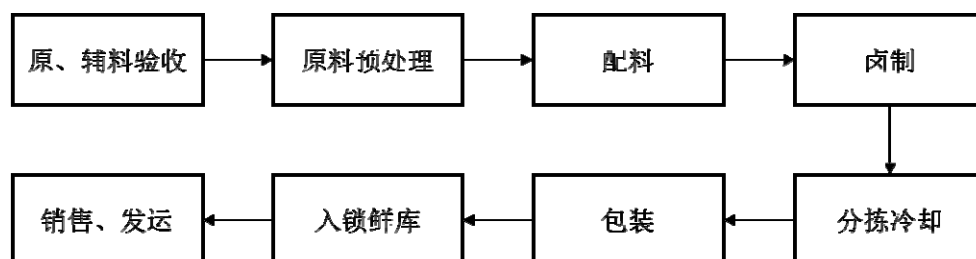 原、辅料验收
原料预处理
配料
卤制
分拣冷却
包装
入锁鲜库
销售、发运